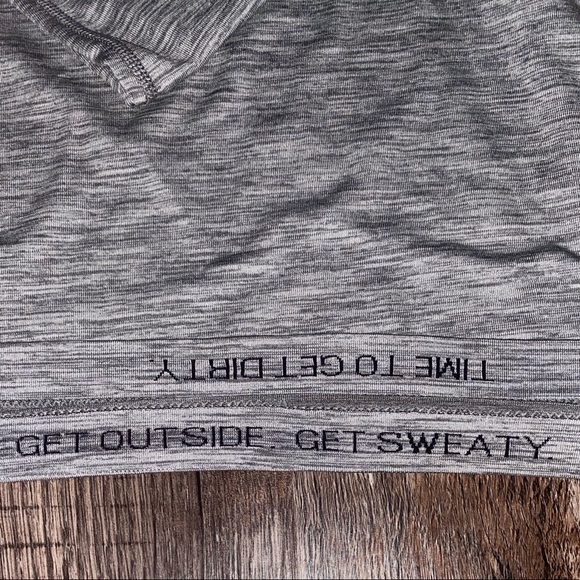 TIME TO GET DIRTY.
GET OUTSIDE. GET SWEATY.